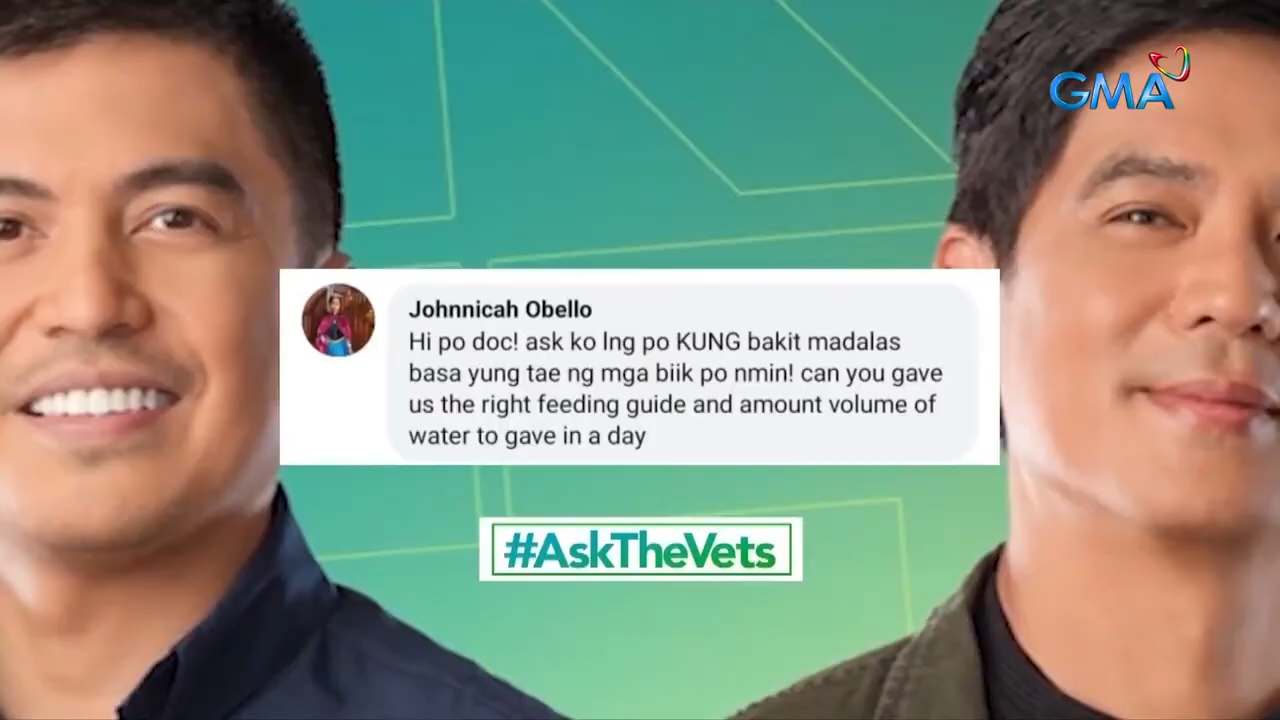 GMA
Johnnicah Obello
Hi po doc! ask ko lng po KUNG bakit madalas
basa yung tae ng mga biik po nmin! can you gave
us the right feeding guide and amount volume of
water to gave in a day
#AskTheVets